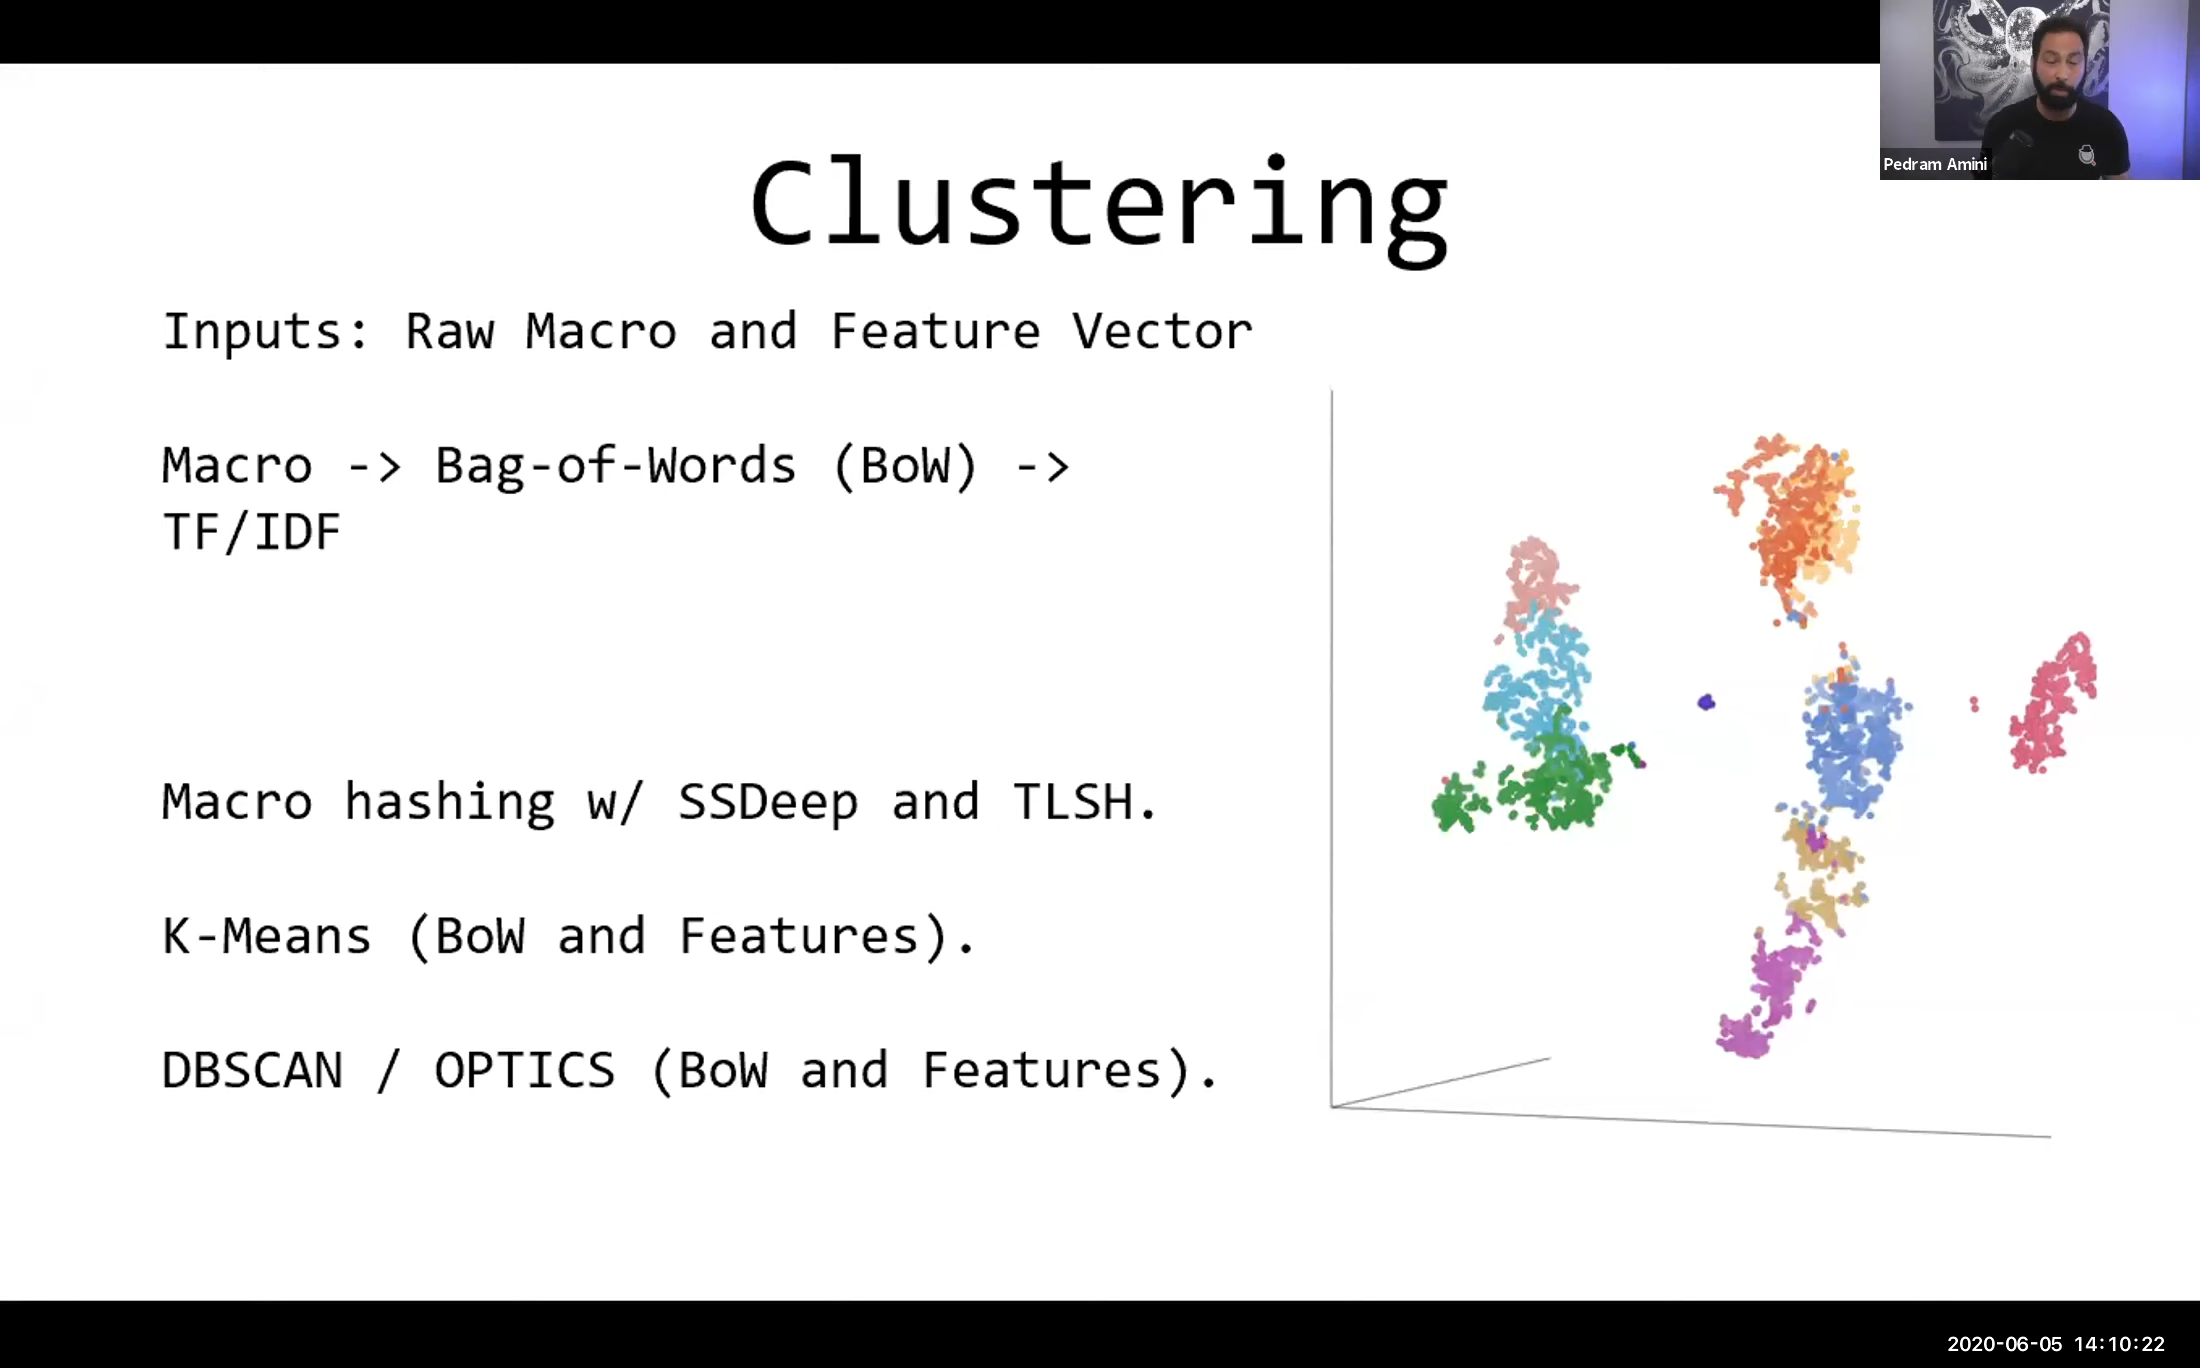 Clustering
Inputs: Raw Macro and Feature Vector
Macro -> Bag-of-Words (BoW) ->
TF/IDF
Macro hashing w/ SSDeep and TLSH.
K-Means (BoW and Features).
DBSCAN / OPTICS (BoW and Features).
Pedram Amini
2020-06-05 14:10:22